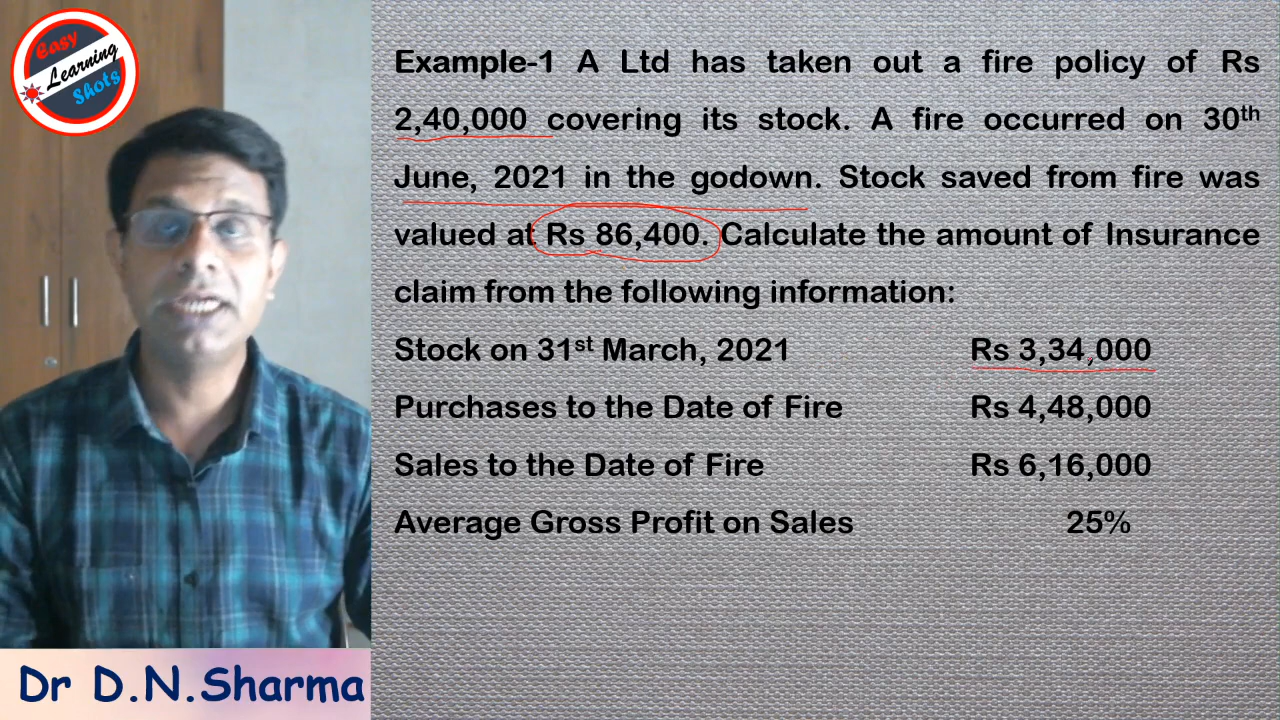 Easy
Learning
Shots
Example-1 A Ltd has taken out a fire policy of Rs
2,40,000 covering its stock. A fire occurred on 30th
June, 2021 in the godown. Stock saved from fire was
valued at Rs 86,400. Calculate the amount of Insurance
claim from the following information:
Stock on 31st March, 2021 Rs 3,34,000
Purchases to the Date of Fire Rs 4,48,000
Sales to the Date of Fire Rs 6,16,000
Average Gross Profit on Sales 25%
Dr D.N.Sharma